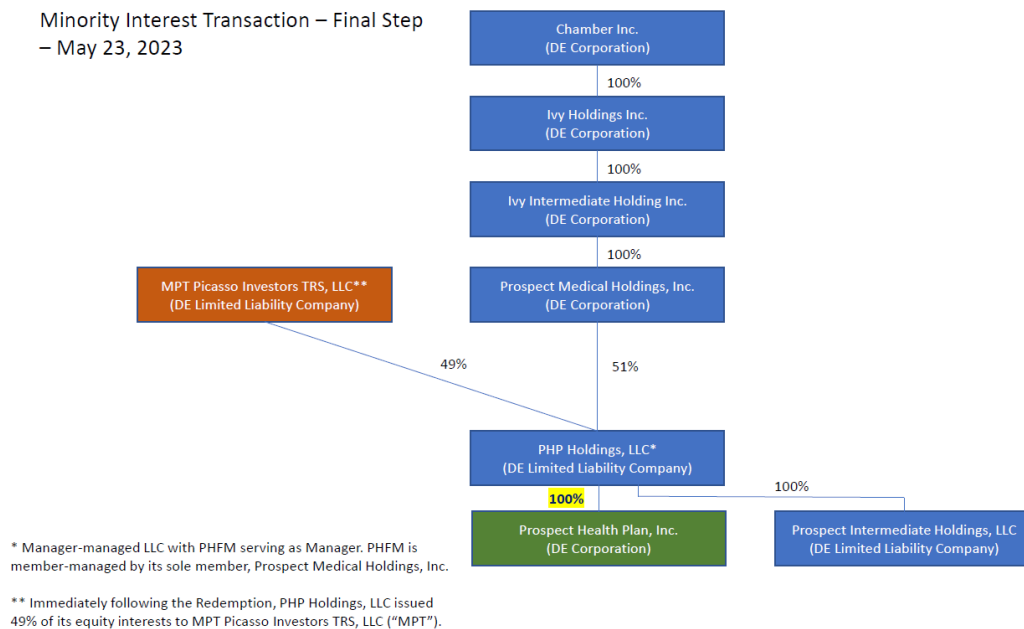 Minority Interest Transaction – Final Step
– May 23, 2023
Chamber Inc.
(DE Corporation)
100%
Ivy Holdings Inc.
(DE Corporation)
100%
Ivy Intermediate Holding Inc.
(DE Corporation)
100%
MPT Picasso Investors TRS, LLC**
(DE Limited Liability Company)
Prospect Medical Holdings, Inc.
(DE Corporation)
49%
51%
PHP Holdings, LLC*
(DE Limited Liability Company)
100%
100%
Prospect Health Plan, Inc.
(DE Corporation)
Prospect Intermediate Holdings, LLC
(DE Limited Liability Company)
* Manager-managed LLC with PHFM serving as Manager. PHFM is
member-managed by its sole member, Prospect Medical Holdings, Inc.
** Immediately following the Redemption, PHP Holdings, LLC issued
49% of its equity interests to MPT Picasso Investors TRS, LLC (“MPT”).